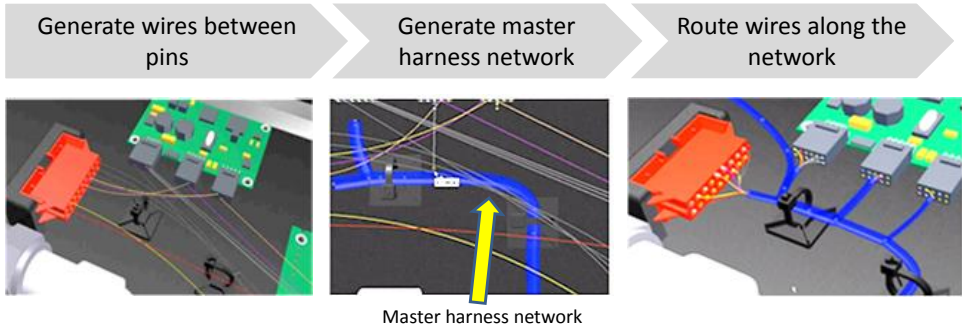 Generate wires between
pins
Generate master
harness network
Route wires along the
network
Master harness network